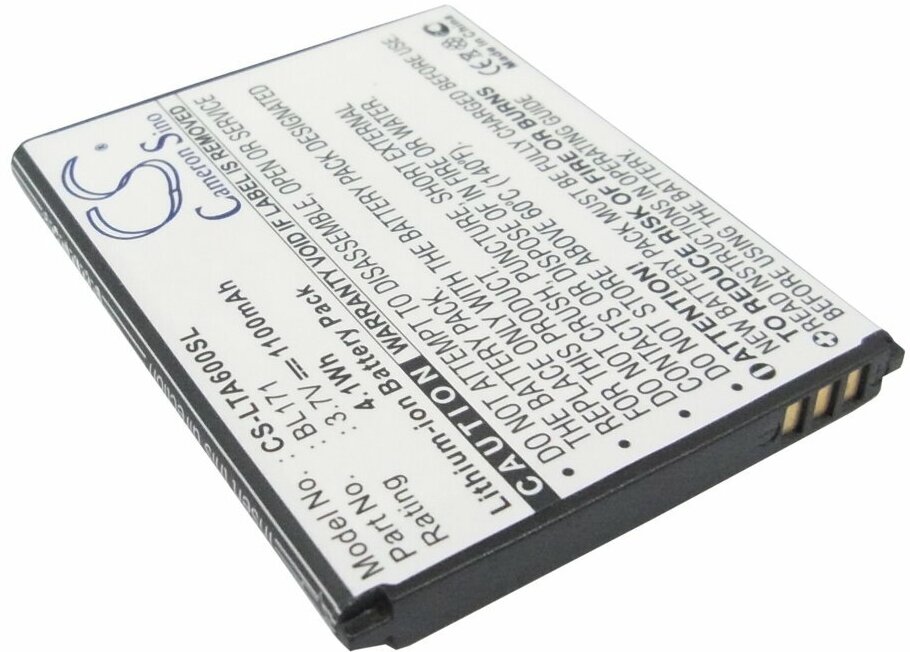 CS
Cameron Sino
Model No. : CS-LTA600SL
Part No. : BL171
Rating : 3.7V⎓1100mAh
4.1Wh
Lithium-ion Battery Pack
CAUTION WARRANTY VOID IF LABEL IS REMOVED
• DO NOT ATTEMPT TO DISASSEMBLE, OPEN OR SERVICE
THE BATTERY PACK.
• USE BATTERY ONLY WITH THE BATTERY PACK DESIGNATED
FOR THIS PRODUCT.
• DO NOT CRUSH, PUNCTURE, SHORT EXTERNAL
CONTACTS OR DISPOSE OF IN FIRE OR WATER.
• DO NOT STORE ABOVE 60°C (140°F),
ATTENTION!
NEW BATTERY PACK MUST BE FULLY CHARGED BEFORE USE.
TO REDUCE RISK OF FIRE OR BURNS
READ INSTRUCTIONS IN OPERATING GUIDE
BEFORE USING THE BATTERY.
CE
Made In China